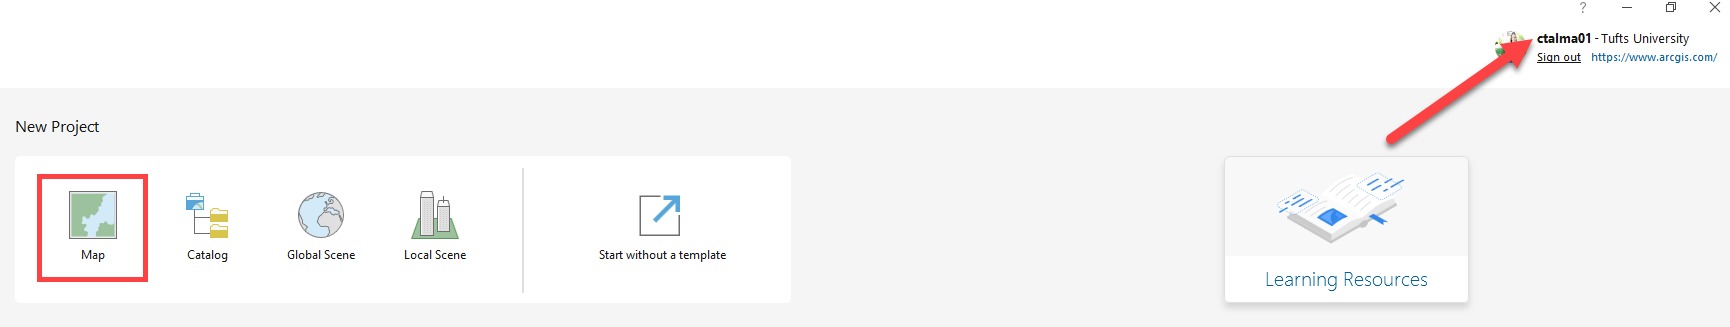 ?
ctalma01 - Tufts University
Sign out https://www.arcgis.com/
New Project
Map Catalog Global Scene Local Scene Start without a template
Learning Resources